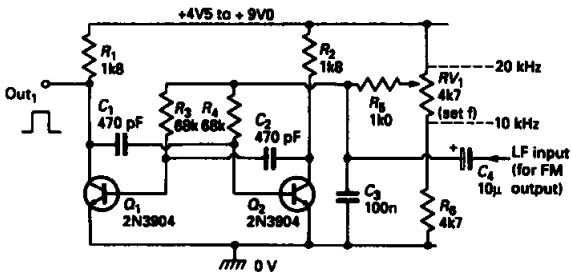 +4V5 to + 9V0
R1
1k8
R2
1k8
20 kHz
Out1
C1
470 pF
R3
68k
R4
68k
C2
470 pF
R5
1k0
RV1
4k7
(set f)
10 kHz
+
LF input
(for FM
output)
C4
10μ
Q1
2N3904
Q2
2N3904
C3
100n
R6
4k7
0 V